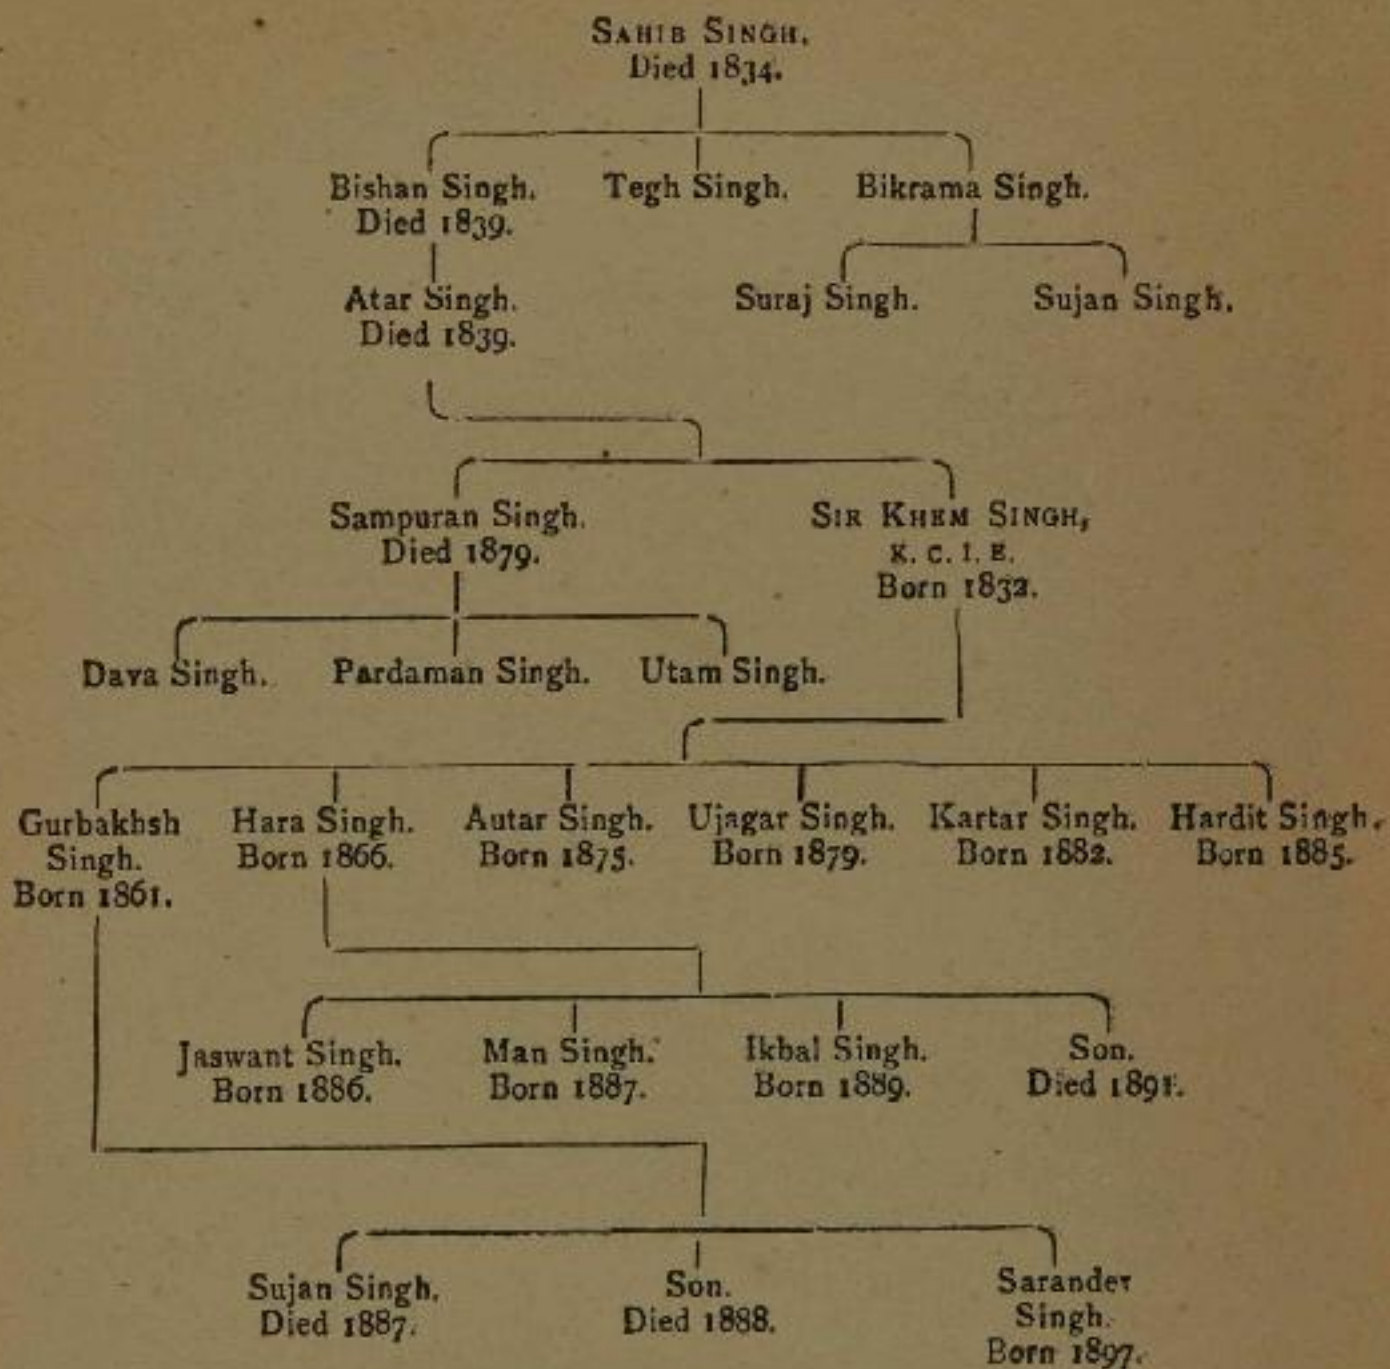 SAHIB SINGH.
Died 1834.
Bishan Singh. Tegh Singh. Bikrama Singh.
Died 1839.
Atar Singh. Suraj Singh. Sujan Singh.
Died 1839.
Sampuran Singh. SIR KHEM SINGH,
Died 1879. K. C. I. E.
Born 1832.
Dava Singh. Pardaman Singh. Utam Singh.
Gurbakhsh Hara Singh. Autar Singh. Ujagar Singh. Kartar Singh. Hardit Singh.
Singh. Born 1866. Born 1875. Born 1879. Born 1882. Born 1885.
Born 1861.
Jaswant Singh. Man Singh. Ikbal Singh. Son.
Born 1886. Born 1887. Born 1889. Died 1891.
Sujan Singh. Son. Sarander
Died 1887. Died 1888. Singh.
Born 1897.